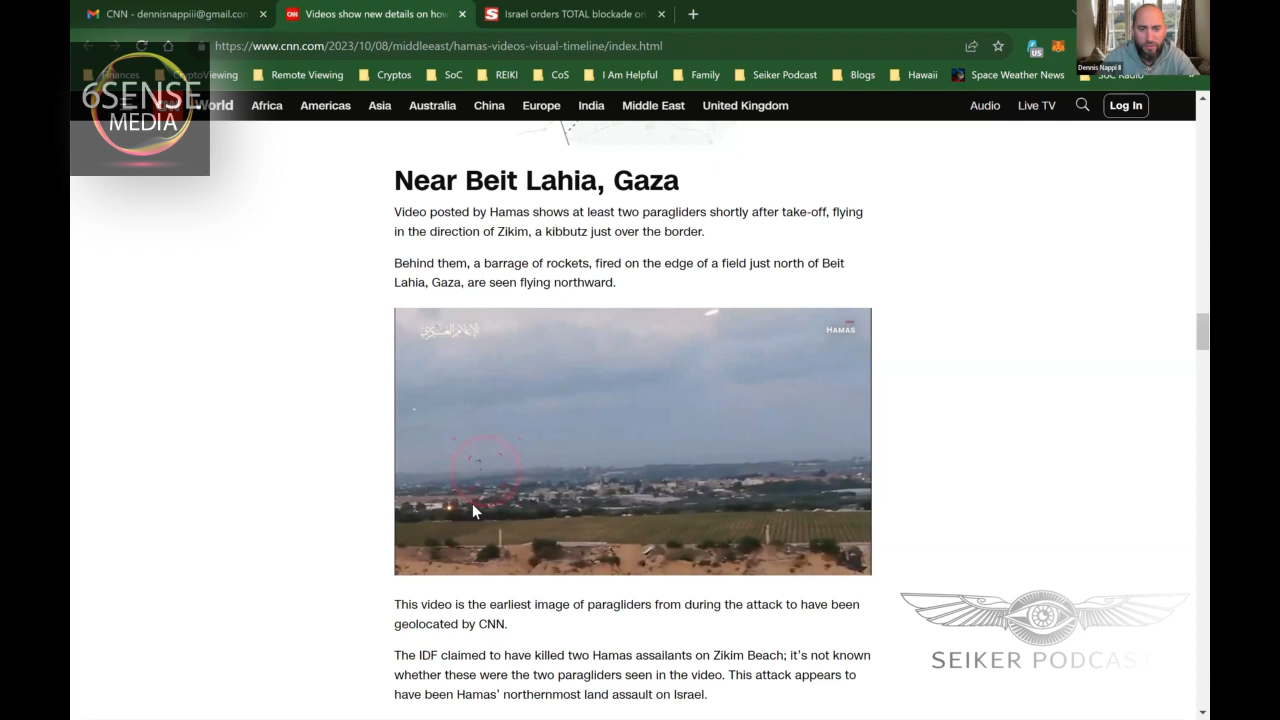 CNN - dennisnappiii@gmail.con
Videos show new details on how
Israel orders TOTAL blockade on
https://www.cnn.com/2023/10/08/middleeast/hamas-videos-visual-timeline/index.html
US
Dennis Nappi II
Finances
CryptoViewing
Remote Viewing
Cryptos
SoC
REIKI
CoS
I Am Helpful
Family
Seiker Podcast
Blogs
Hawaii
Space Weather News
SoC Radio
6SENSE
MEDIA
World
Africa
Americas
Asia
Australia
China
Europe
India
Middle East
United Kingdom
Audio
Live TV
Log In
Near Beit Lahia, Gaza
Video posted by Hamas shows at least two paragliders shortly after take-off, flying
in the direction of Zikim, a kibbutz just over the border.
Behind them, a barrage of rockets, fired on the edge of a field just north of Beit
Lahia, Gaza, are seen flying northward.
الإعلام العسكري
HAMAS
This video is the earliest image of paragliders from during the attack to have been
geolocated by CNN.
The IDF claimed to have killed two Hamas assailants on Zikim Beach; it's not known
whether these were the two paragliders seen in the video. This attack appears to
have been Hamas' northernmost land assault on Israel.
SEIKER PODCAST